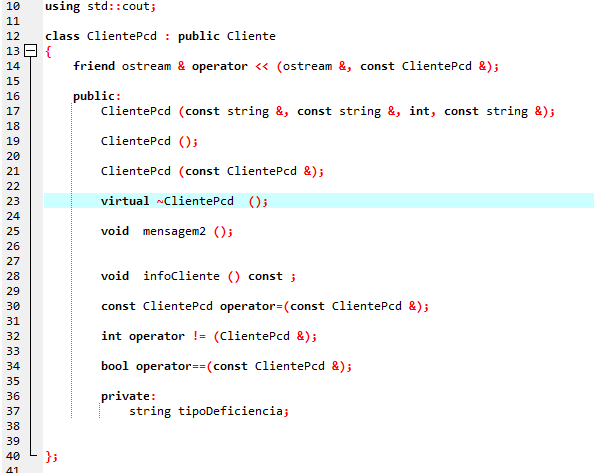 10 using std::cout;
11
12 class ClientePcd : public Cliente
13 {
14 friend ostream & operator << (ostream &, const ClientePcd &);
15
16 public:
17 ClientePcd (const string &, const string &, int, const string &);
18
19 ClientePcd ();
20
21 ClientePcd (const ClientePcd &);
22
23 virtual ~ClientePcd  ();
24
25 void  mensagem2 ();
26
27
28 void  infoCliente () const ;
29
30 const ClientePcd operator=(const ClientePcd &);
31
32 int operator != (ClientePcd &);
33
34 bool operator==(const ClientePcd &);
35
36 private:
37 string tipoDeficiencia;
38
39
40 };
41